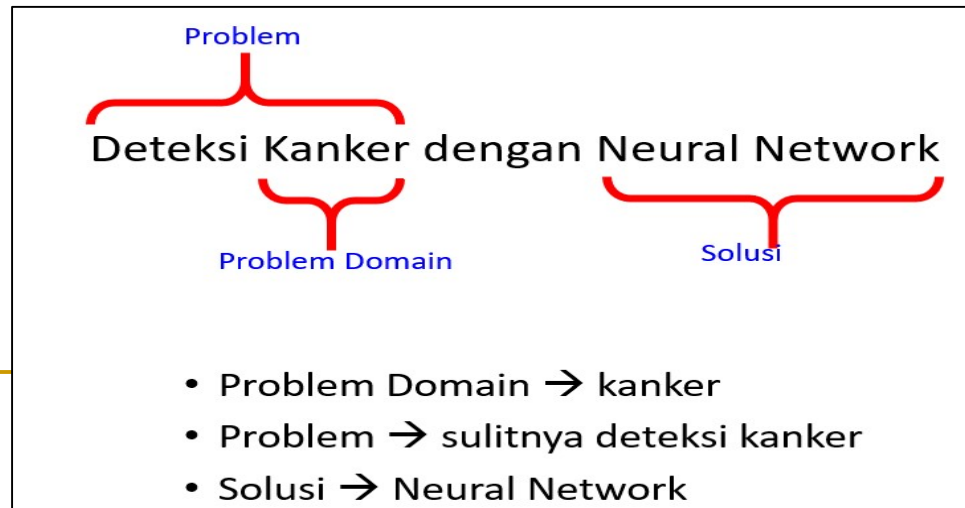 Problem
Deteksi Kanker dengan Neural Network
Problem Domain
Solusi
• Problem Domain → kanker
• Problem → sulitnya deteksi kanker
• Solusi → Neural Network